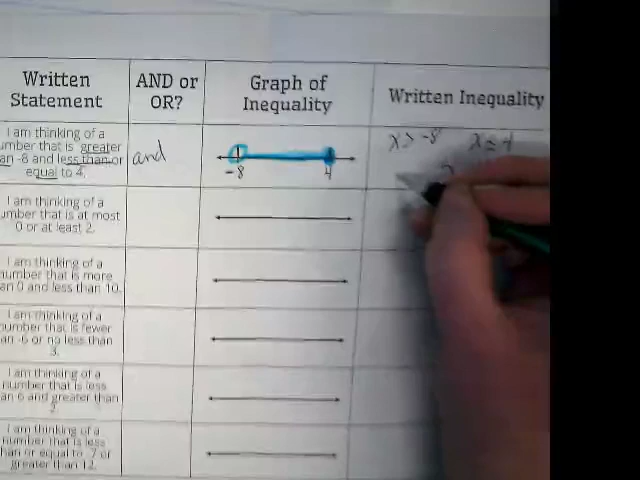 Written
Statement
AND or
OR?
Graph of
Inequality
Written Inequality
I am thinking of a
umber that is greater
an -8 and less than or
equal to 4.
and
-8
4
x > -8
x ≤ 4
I am thinking of a
umber that is at most
0 or at least 2.
I am thinking of a
umber that is more
an 0 and less than 10.
I am thinking of a
number that is fewer
an -6 or no less than
3.
I am thinking of a
number that is less
an 6 and greater than
2.
I am thinking of a
number that is less
han or equal to 7 or
greater than 12.